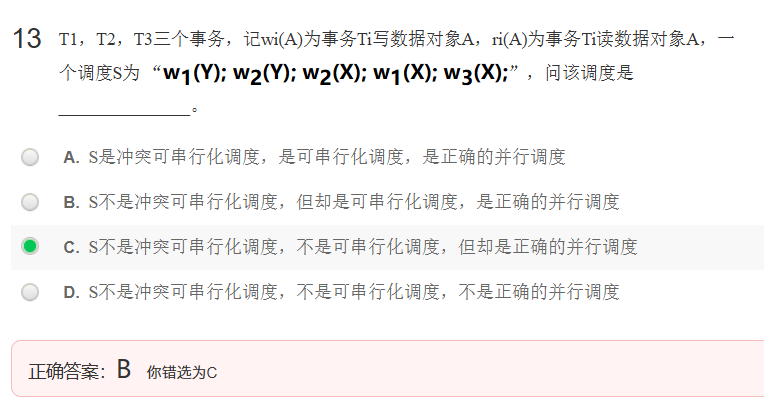 13 T1，T2，T3三个事务，记wi(A)为事务Ti写数据对象A，ri(A)为事务Ti读数据对象A，一
个调度S为 “w1(Y); w2(Y); w2(X); w1(X); w3(X);”，问该调度是
______________。
A. S是冲突可串行化调度，是可串行化调度，是正确的并行调度
B. S不是冲突可串行化调度，但却是可串行化调度，是正确的并行调度
C. S不是冲突可串行化调度，不是可串行化调度，但却是正确的并行调度
D. S不是冲突可串行化调度，不是可串行化调度，不是正确的并行调度
正确答案：B 你错选为C